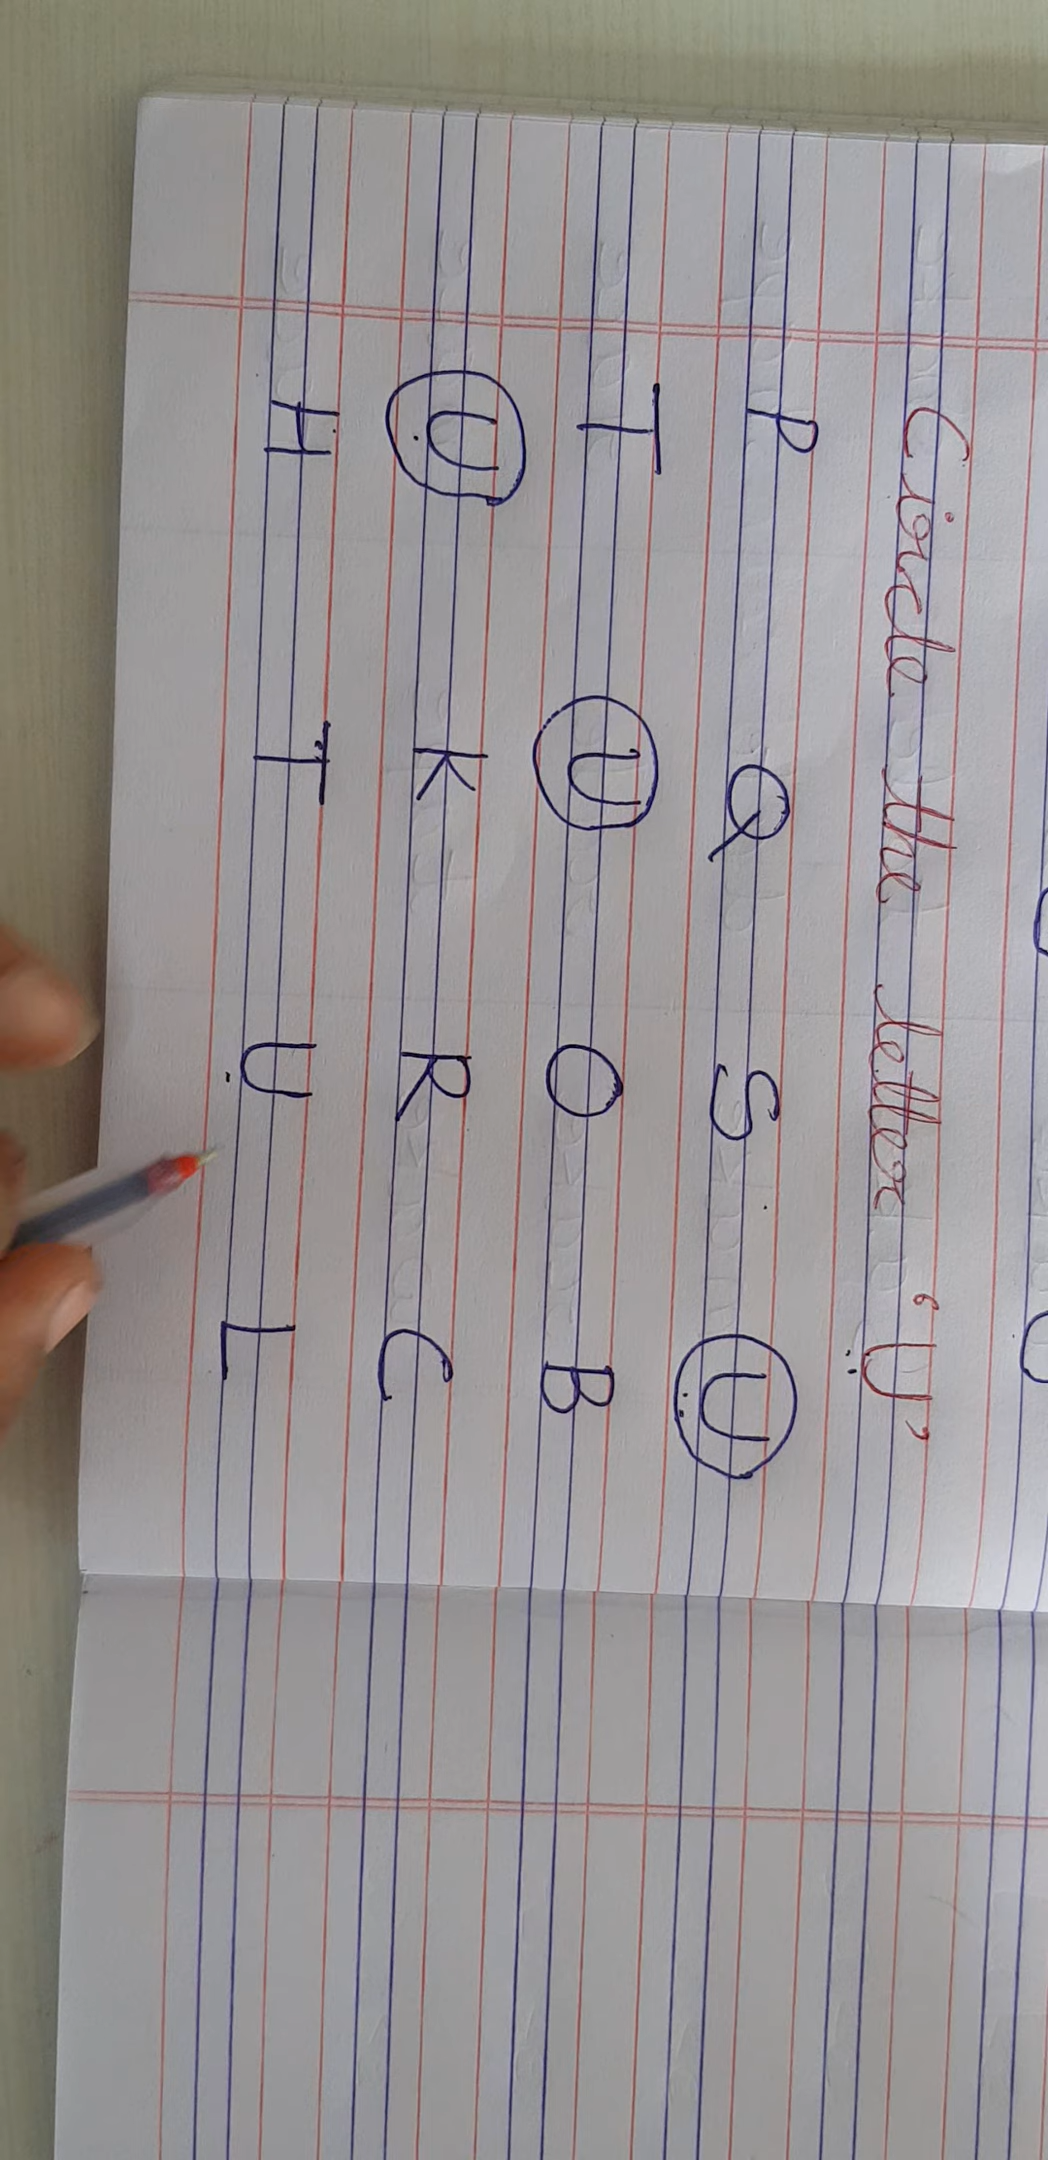 Circle the letter 'U'
P Q S U
T U O B
U K R C
H T U L